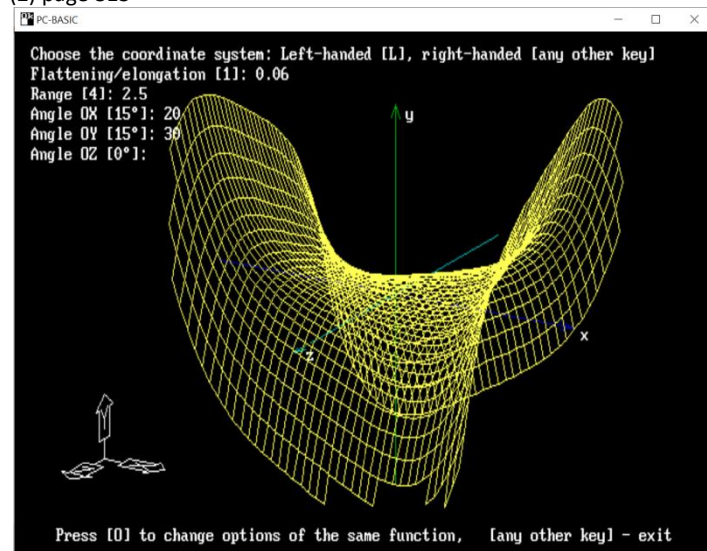 (2) page 315
PC-BASIC
Choose the coordinate system: Left-handed [L], right-handed [any other key]
Flattening/elongation [1]: 0.06
Range [4]: 2.5
Angle OX [15°]: 20
Angle OY [15°]: 30
Angle OZ [0°]:
y
x
z
Press [O] to change options of the same function, [any other key] - exit